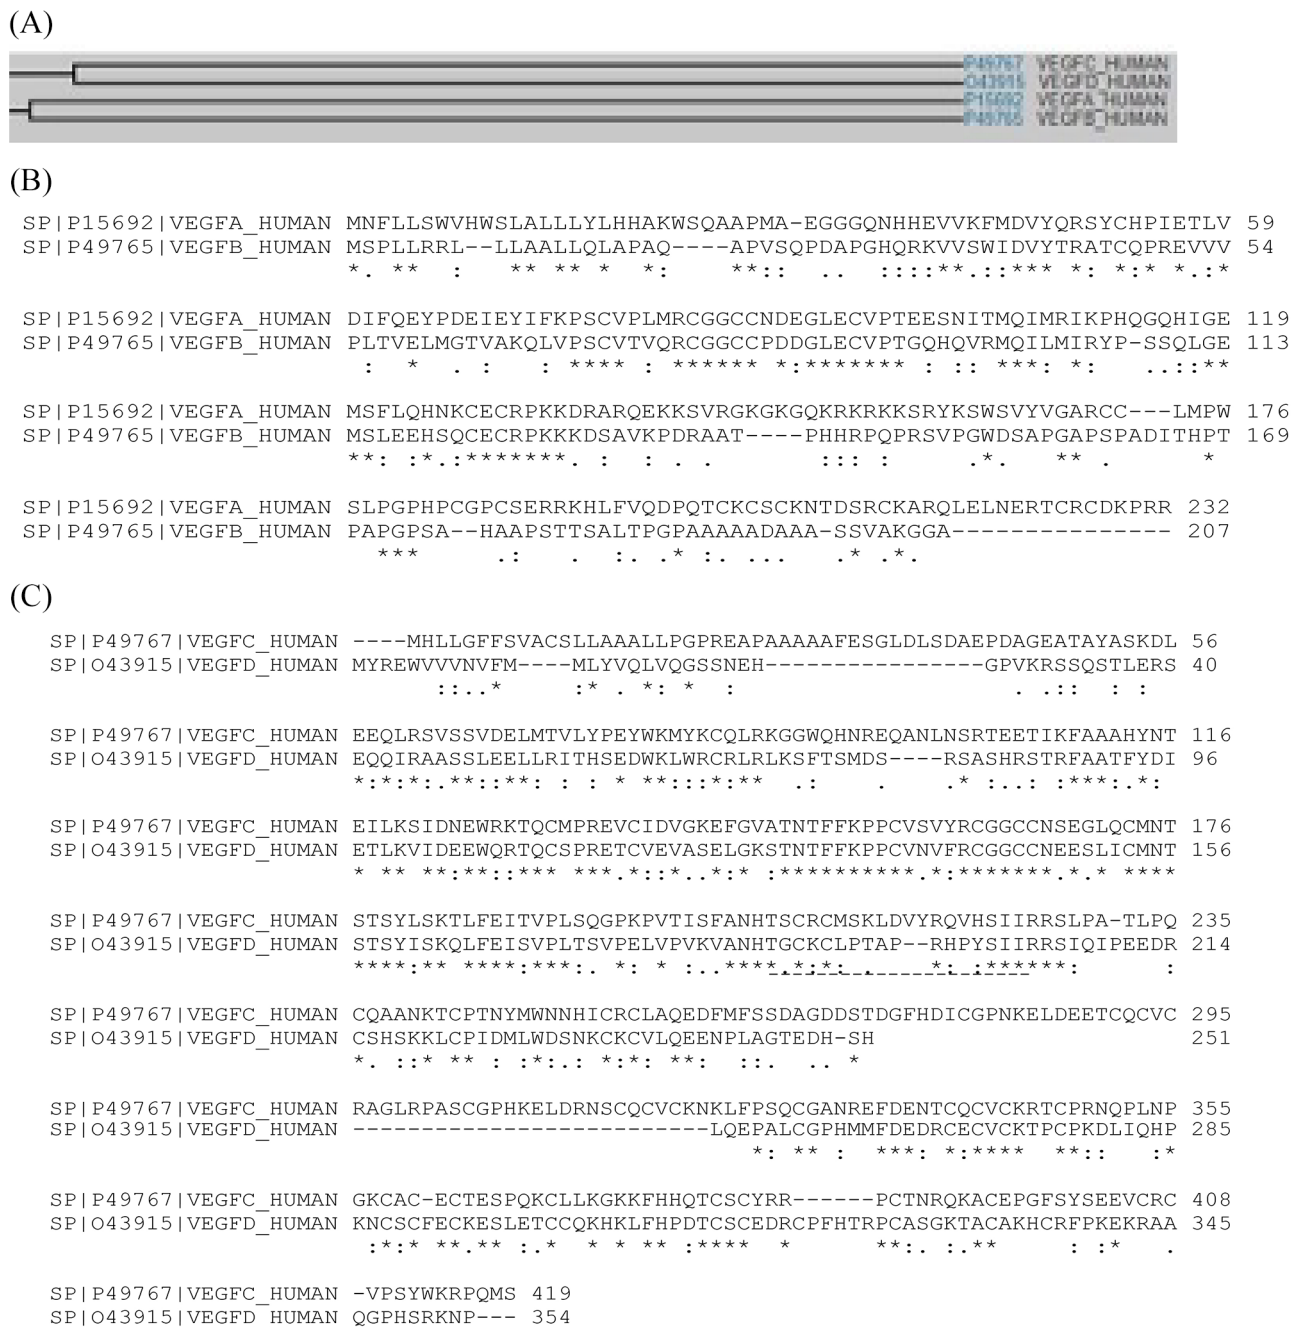 (A)
P49767 VEGFC_HUMAN
O43915 VEGFD_HUMAN
P15692 VEGFA_HUMAN
P49765 VEGFB_HUMAN
(B)
SP|P15692|VEGFA_HUMAN MNFLLSWVHWSLALLLYLHHAKWSQAAPMA-EGGGQNHHEVVKFMDVYQRSYCHPIETLV 59
SP|P49765|VEGFB_HUMAN MSPLLRRL--LLAALLQLAPAQ----APVSQPDAPGHQRKVVSWIDVYTRATCQPREVVV 54
*. ** : ** ** * *: **:: .. ::::**.::*** *: *:* *.:*
SP|P15692|VEGFA_HUMAN DIFQEYPDEIEYIFKPSCVPLMRCGGCCNDEGLECVPTEESNITMQIMRIKPHQGQHIGE 119
SP|P49765|VEGFB_HUMAN PLTVELMGTVAKQLVPSCVTVQRCGGCCPDDGLECVPTGQHQVRMQILMIRYP-SSQLGE 113
: * . : : **** : ****** *:******* : :: ***: *: ..::**
SP|P15692|VEGFA_HUMAN MSFLQHNKCECRPKKDRARQEKKSVRGKGKGQKRKRKKSRYKSWSVYVGARCC---LMPW 176
SP|P49765|VEGFB_HUMAN MSLEEHSQCECRPKKKDSAVKPDRAAT----PHHRPQPRSVPGWDSAPGAPSPADITHPT 169
**: :*.:*******. : : . . ::: : .*. ** . *
SP|P15692|VEGFA_HUMAN SLPGPHPCGPCSERRKHLFVQDPQTCKCSCKNTDSRCKARQLELNERTCRCDKPRR 232
SP|P49765|VEGFB_HUMAN PAPGPSA--HAAPSTTSALTPGPAAAAADAAA-SSVAKGGA--------------- 207
*** .: . :. .* :. ... .* .*.
(C)
SP|P49767|VEGFC_HUMAN ----MHLLGFFSVACSLLAAALLPGPREAPAAAAAFESGLDLSDAEPDAGEATAYASKDL 56
SP|O43915|VEGFD_HUMAN MYREWVVVNVFM----MLYVQLVQGSSNEH----------------GPVKRSSQSTLERS 40
::..* :* . *: * : . .:: : :
SP|P49767|VEGFC_HUMAN EEQLRSVSSVDELMTVLYPEYWKMYKCQLRKGGWQHNREQANLNSRTEETIKFAAAHYNT 116
SP|O43915|VEGFD_HUMAN EQQIRAASSLEELLRITHSEDWKLWRCRLRLKSFTSMDS----RSASHRSTRFAATFYDI 96
*:*:*:.**::**: : : * **:::*:** .: . .* :..: :***:.*:
SP|P49767|VEGFC_HUMAN EILKSIDNEWRKTQCMPREVCIDVGKEFGVATNTFFKPPCVSVYRCGGCCNSEGLQCMNT 176
SP|O43915|VEGFD_HUMAN ETLKVIDEEWQRTQCSPRETCVEVASELGKSTNTFFKPPCVNVFRCGGCCNEESLICMNT 156
* ** **:**::*** ***.*::*..*:* :**********.*:*******.*.* ****
SP|P49767|VEGFC_HUMAN STSYLSKTLFEITVPLSQGPKPVTISFANHTSCRCMSKLDVYRQVHSIIRRSLPA-TLPQ 235
SP|O43915|VEGFD_HUMAN STSYISKQLFEISVPLTSVPELVPVKVANHTGCKCLPTAP--RHPYSIIRRSIQIPEEDR 214
****:** ****:***:. *: * :..****.*:*: . *: :******: :
SP|P49767|VEGFC_HUMAN CQAANKTCPTNYMWNNHICRCLAQEDFMFSSDAGDDSTDGFHDICGPNKELDEETCQCVC 295
SP|O43915|VEGFD_HUMAN CSHSKKLCPIDMLWDSNKCKCVLQEENPLAGTEDH-SH 251
*. ::* ** : :*:.: *:*: **: ::. .. *
SP|P49767|VEGFC_HUMAN RAGLRPASCGPHKELDRNSCQCVCKNKLFPSQCGANREFDENTCQCVCKRTCPRNQPLNP 355
SP|O43915|VEGFD_HUMAN --------------------------LQEPALCGPHMMFDEDRCECVCKTPCPKDLIQHP 285
*: ** : ***: *:**** **:: :*
SP|P49767|VEGFC_HUMAN GKCAC-ECTESPQKCLLKGKKFHHQTCSCYRR------PCTNRQKACEPGFSYSEEVCRC 408
SP|O43915|VEGFD_HUMAN KNCSCFECKESLETCCQKHKLFHPDTCSCEDRCPFHTRPCASGKTACAKHCRFPKEKRAA 345
:*:* **.** :.* * * ** :**** * **:. :.** : :* .
SP|P49767|VEGFC_HUMAN -VPSYWKRPQMS 419
SP|O43915|VEGFD_HUMAN QGPHSRKNP--- 354